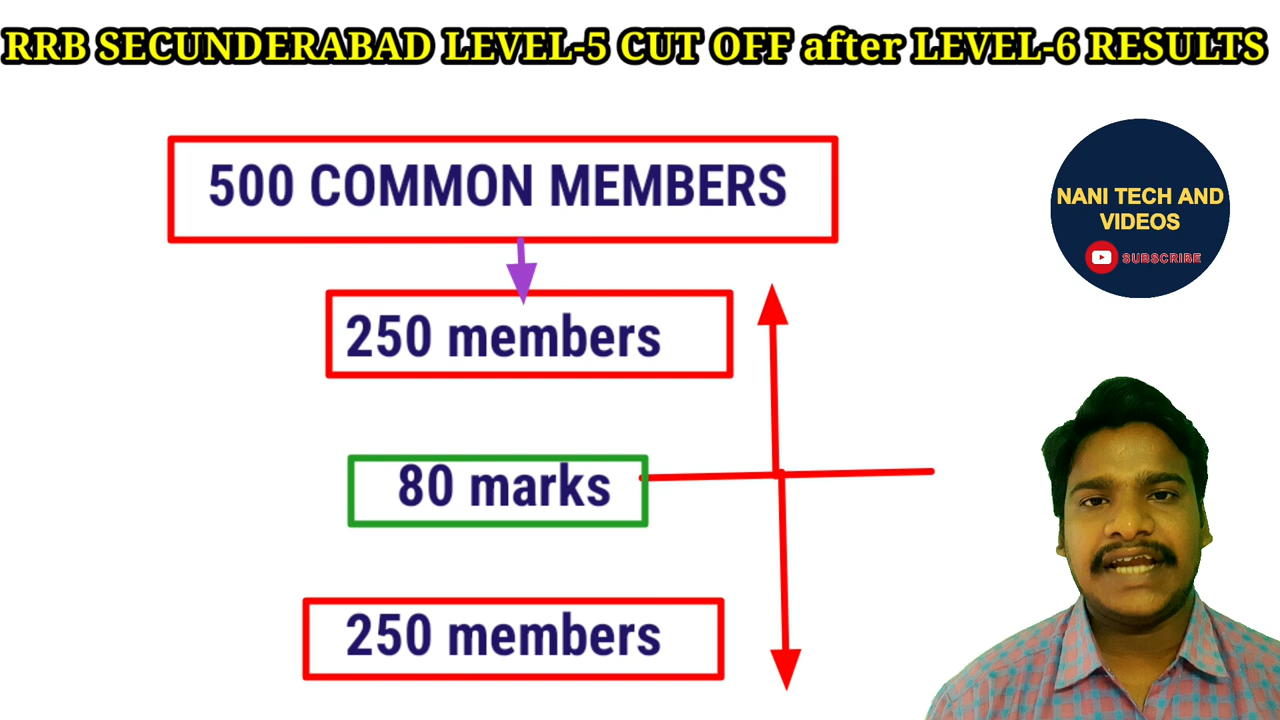 RRB SECUNDERABAD LEVEL-5 CUT OFF after LEVEL-6 RESULTS
500 COMMON MEMBERS
NANI TECH AND
VIDEOS
SUBSCRIBE
250 members
80 marks
250 members